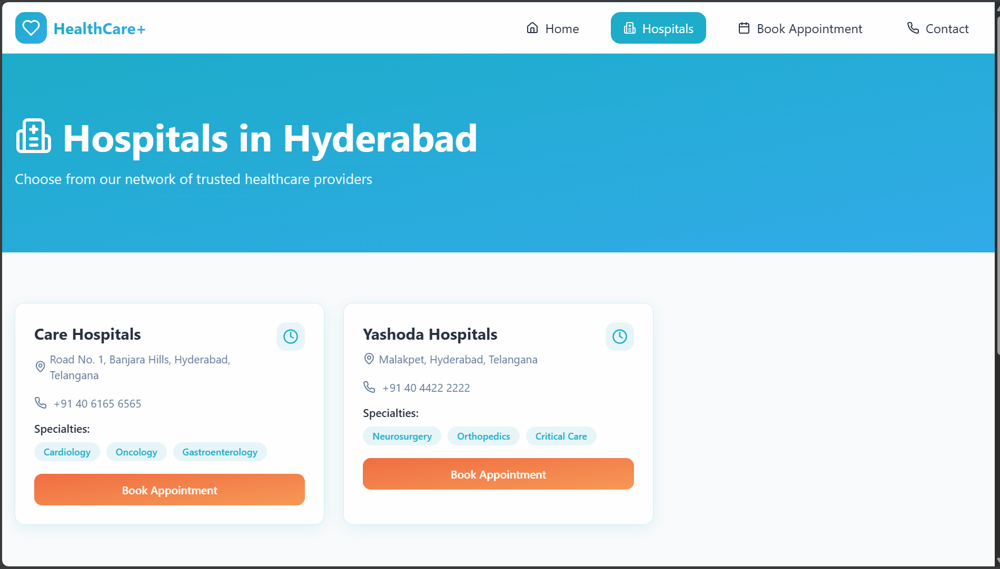 HealthCare+
Home
Hospitals
Book Appointment
Contact
Hospitals in Hyderabad
Choose from our network of trusted healthcare providers
Care Hospitals
Road No. 1, Banjara Hills, Hyderabad,
Telangana
+91 40 6165 6565
Specialties:
Cardiology
Oncology
Gastroenterology
Book Appointment
Yashoda Hospitals
Malakpet, Hyderabad, Telangana
+91 40 4422 2222
Specialties:
Neurosurgery
Orthopedics
Critical Care
Book Appointment